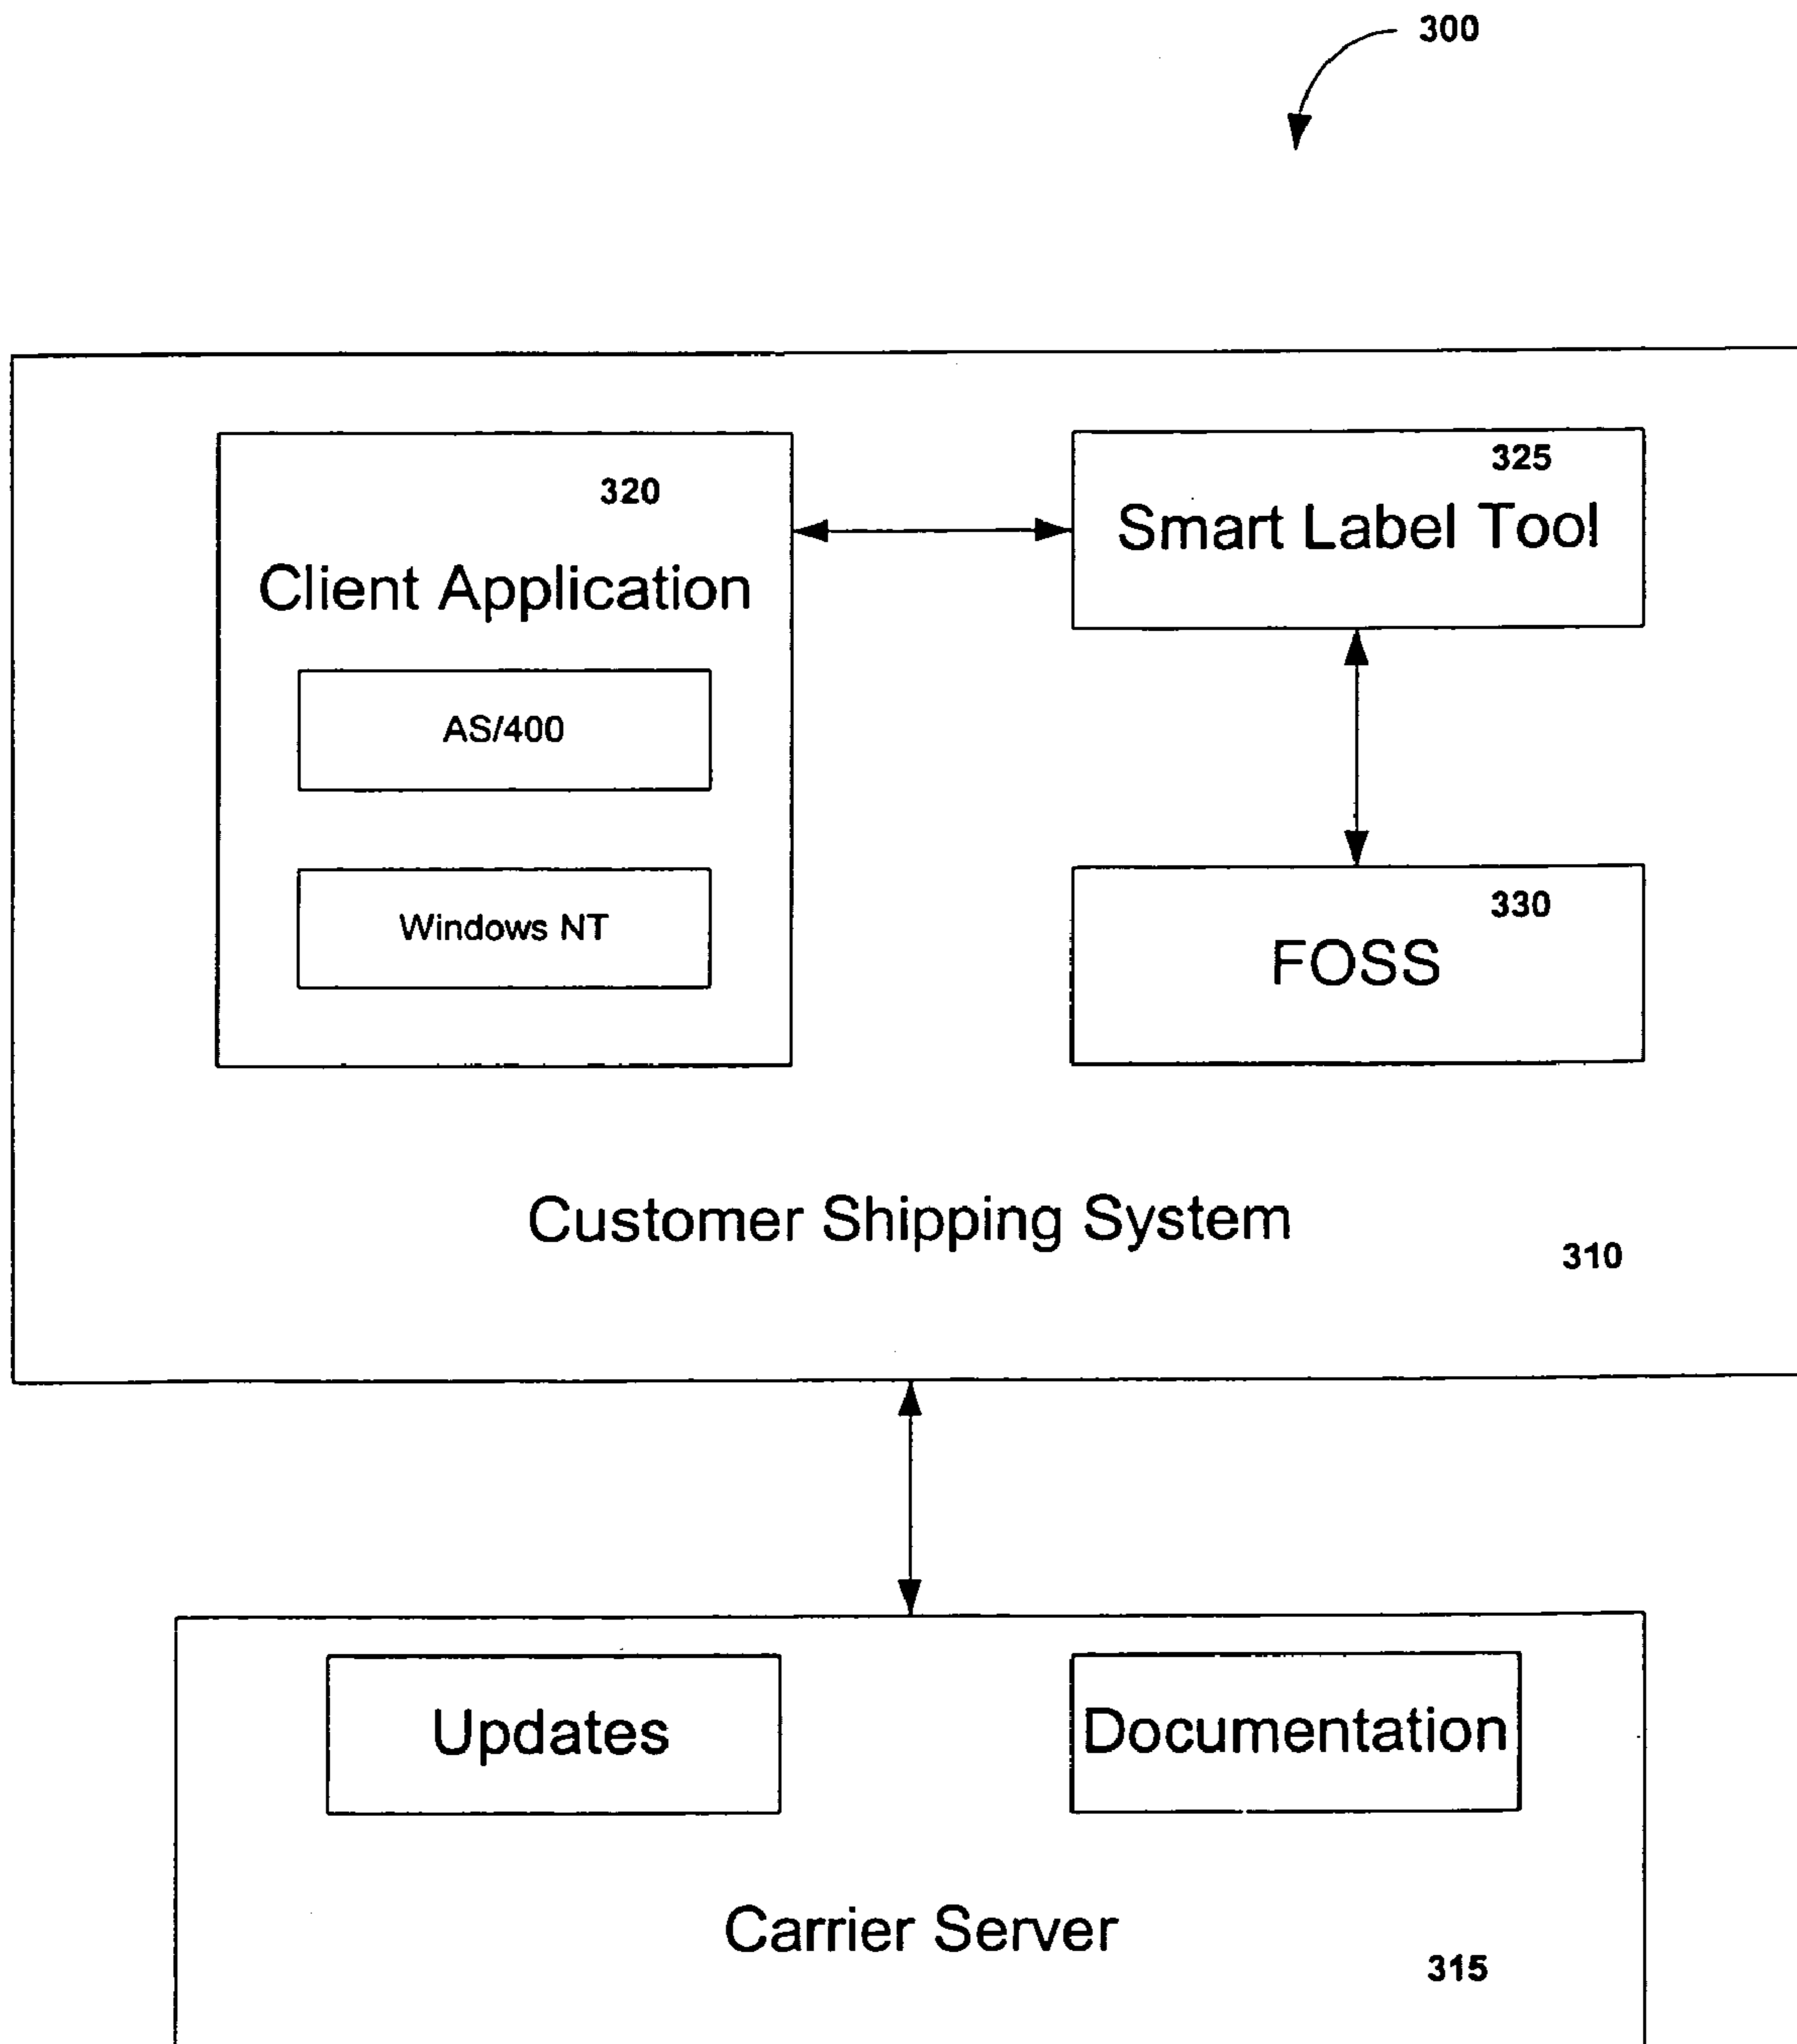 300
320
Client Application
AS/400
Windows NT
325
Smart Label Tool
330
FOSS
Customer Shipping System
310
Updates
Documentation
Carrier Server
315